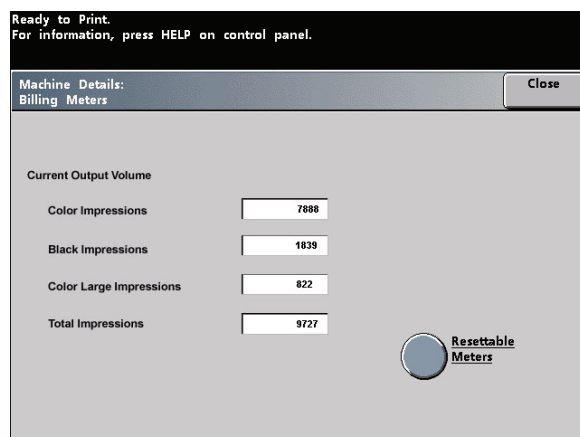 Ready to Print.
For information, press HELP on control panel.
Machine Details:
Billing Meters
Close
Current Output Volume
Color Impressions 7888
Black Impressions 1839
Color Large Impressions 822
Total Impressions 9727
Resettable
Meters